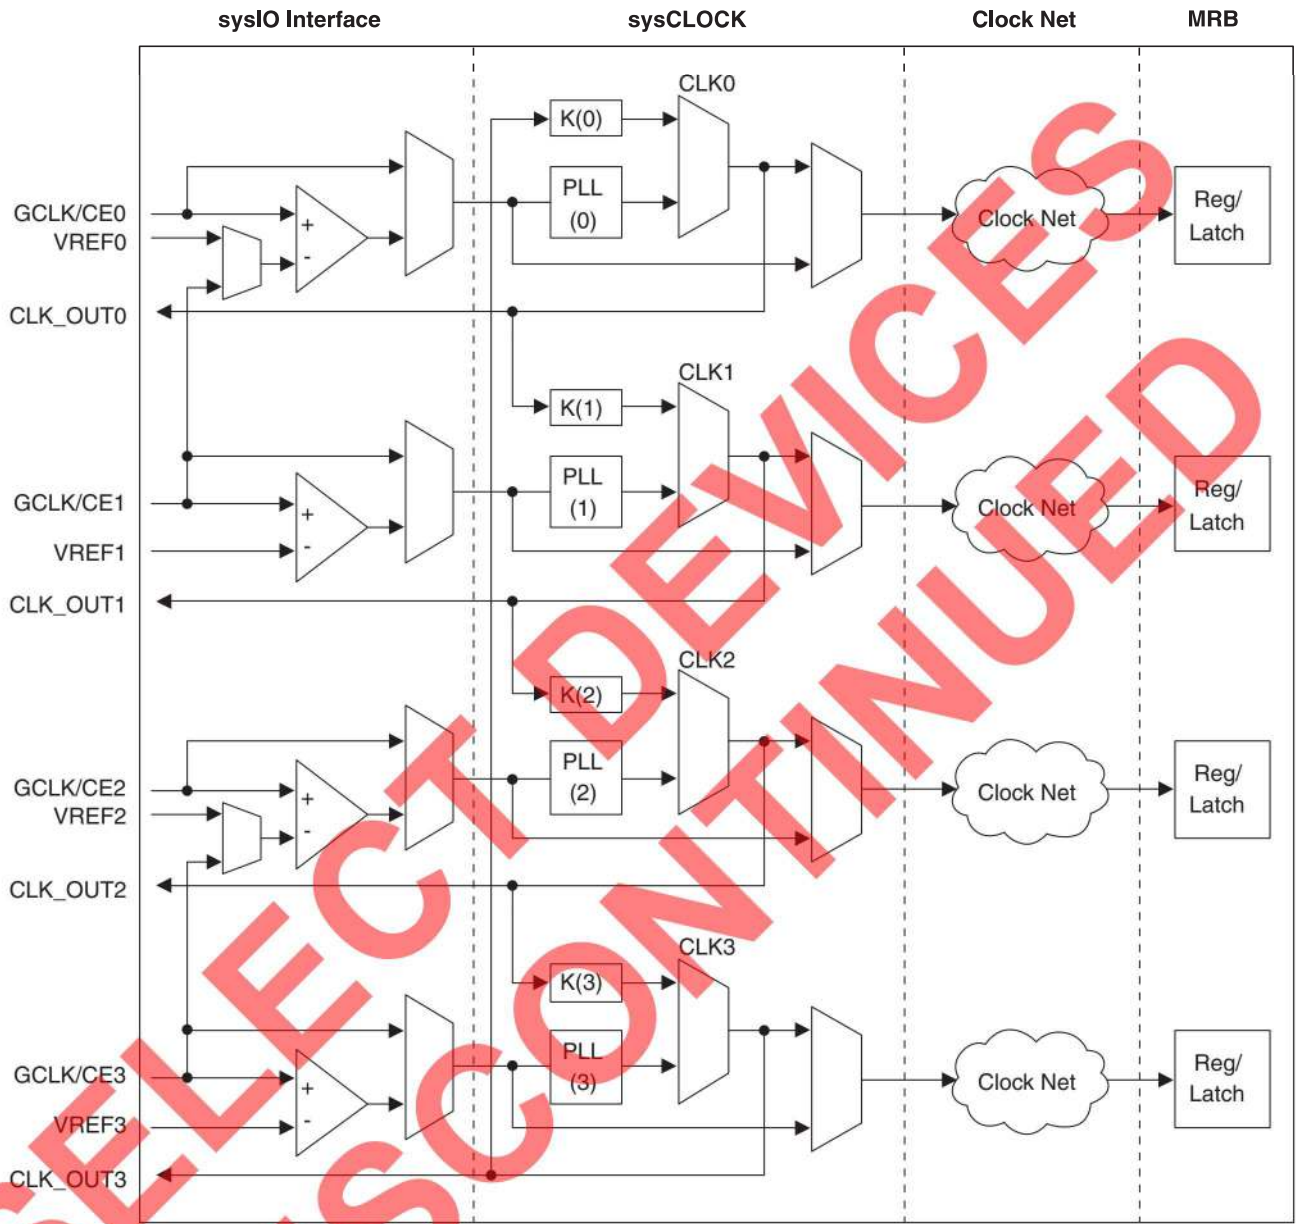 sysIO Interface sysCLOCK Clock Net MRB
CLK0
K(0)
PLL
(0)
GCLK/CE0
VREF0
+
-
Clock Net
Reg/
Latch
CLK_OUT0
CLK1
K(1)
PLL
(1)
GCLK/CE1
VREF1
+
-
Clock Net
Reg/
Latch
CLK_OUT1
CLK2
K(2)
PLL
(2)
GCLK/CE2
VREF2
+
-
Clock Net
Reg/
Latch
CLK_OUT2
CLK3
K(3)
PLL
(3)
GCLK/CE3
VREF3
+
-
Clock Net
Reg/
Latch
CLK_OUT3
SELECT DEVICES
SCONTINUED